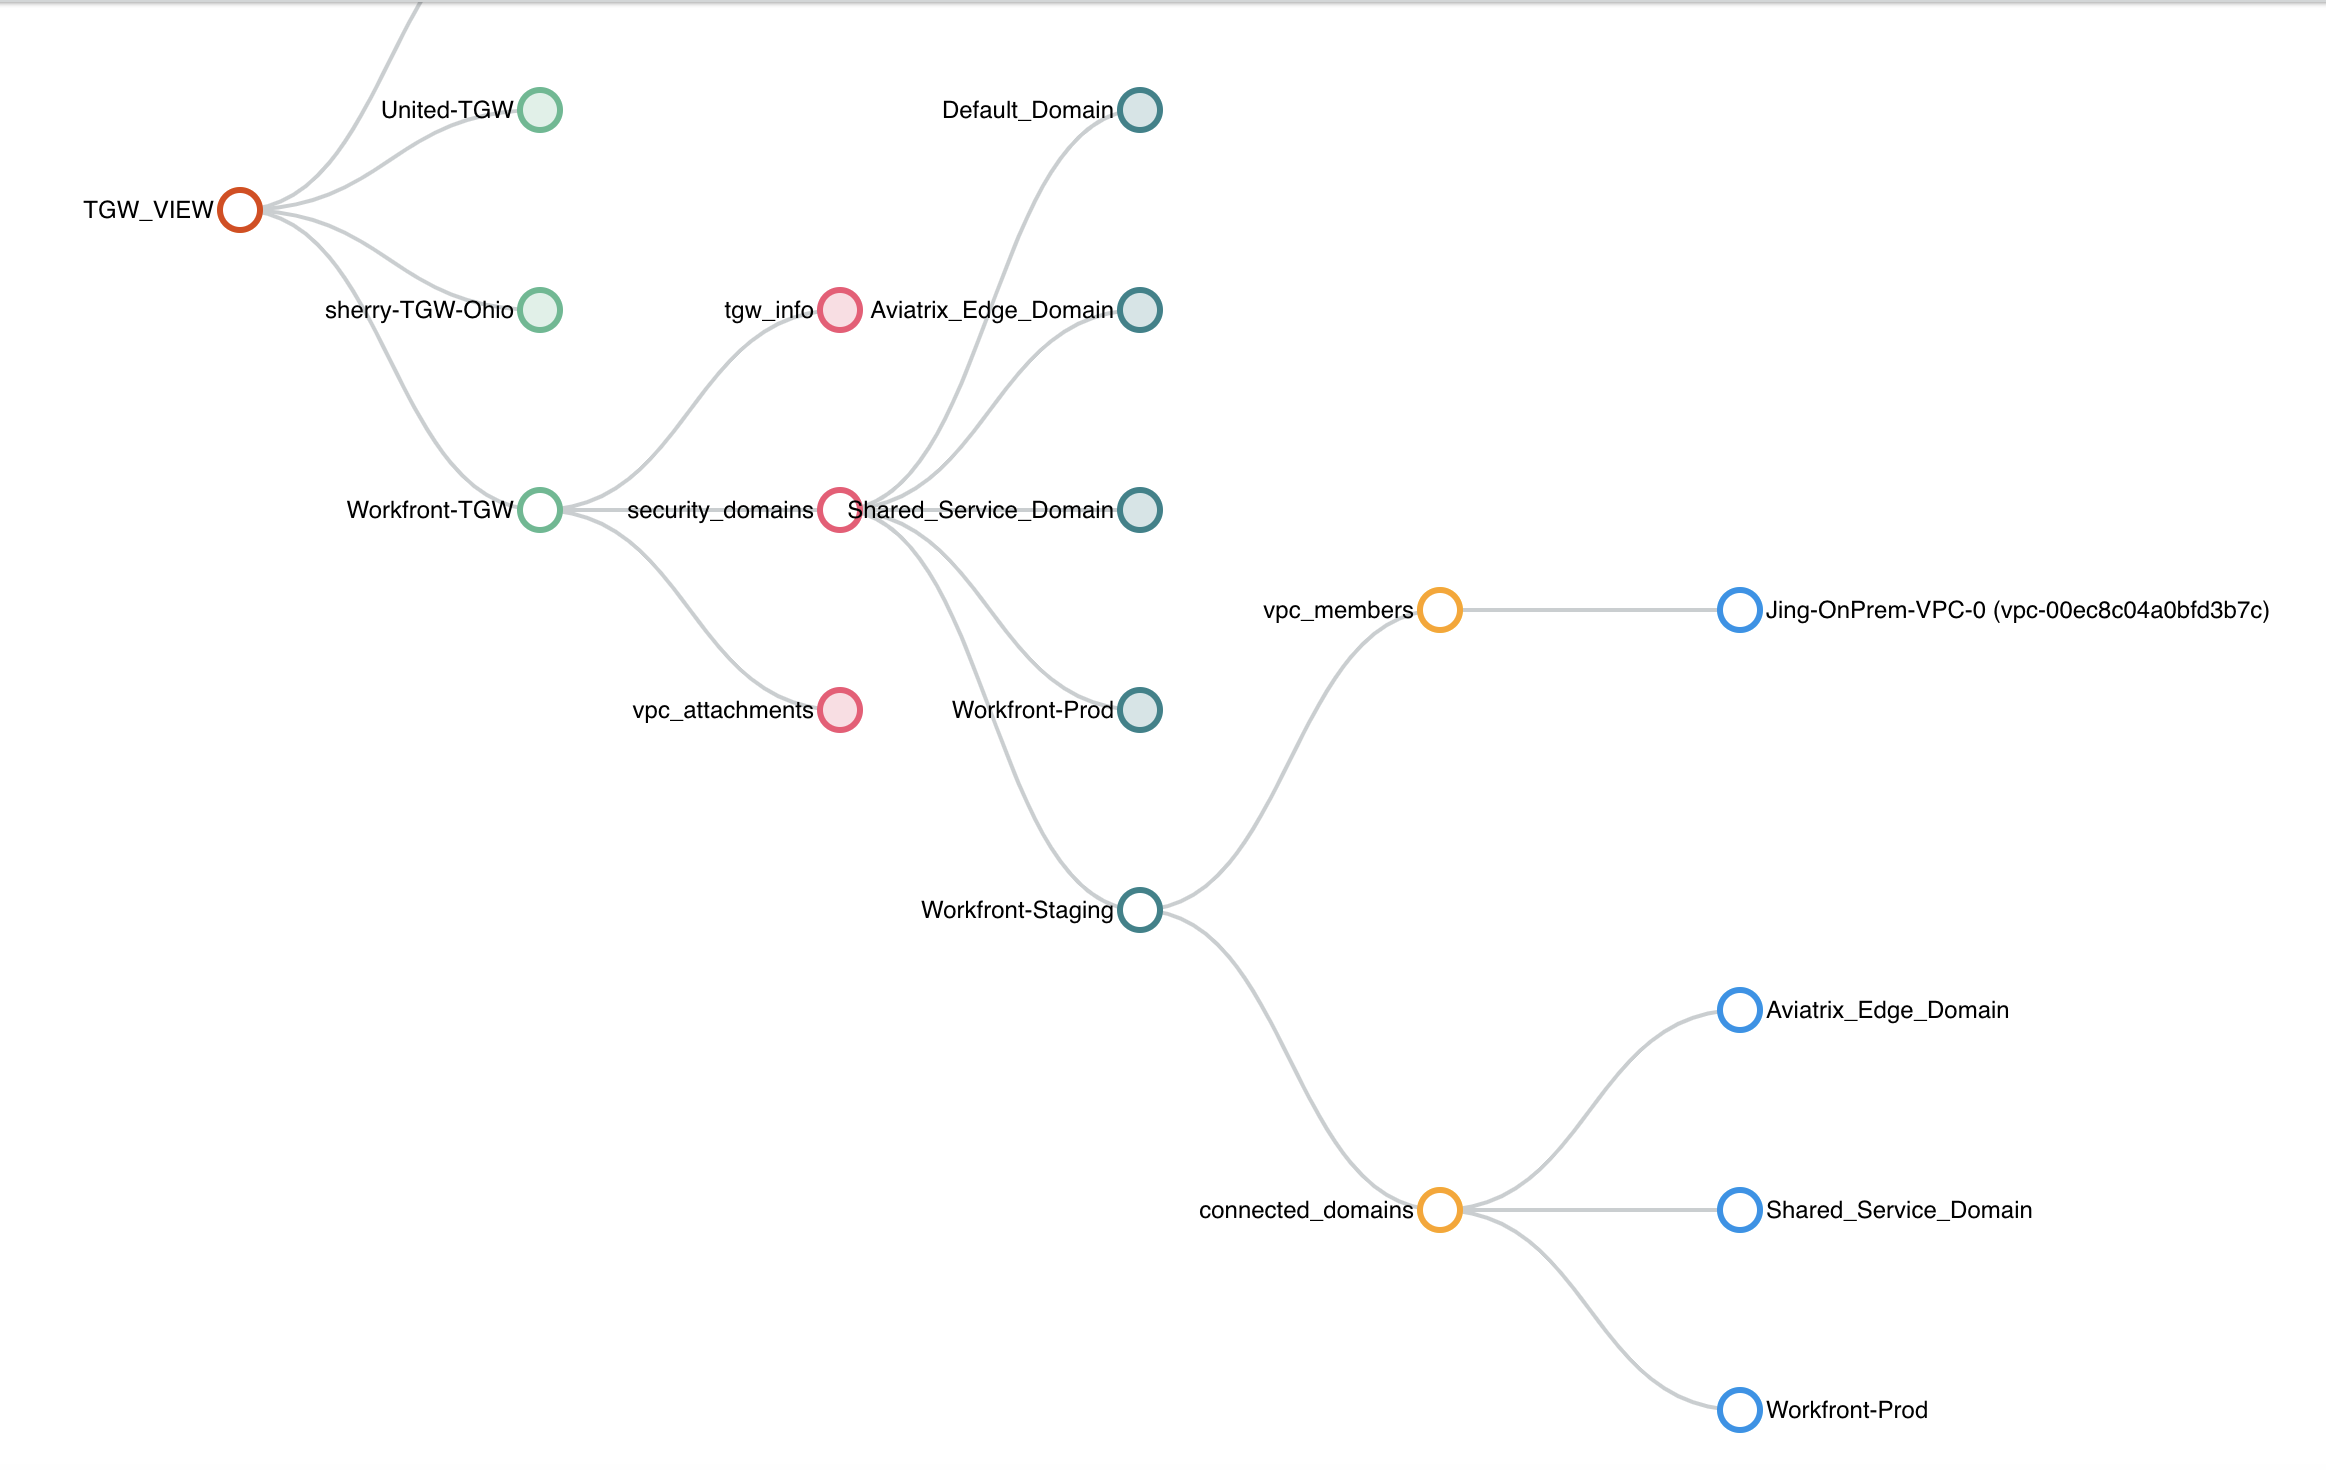 United-TGW
Default_Domain
TGW_VIEW
sherry-TGW-Ohio
tgw_info
Aviatrix_Edge_Domain
Workfront-TGW
security_domains
Shared_Service_Domain
vpc_members
Jing-OnPrem-VPC-0 (vpc-00ec8c04a0bfd3b7c)
vpc_attachments
Workfront-Prod
Workfront-Staging
Aviatrix_Edge_Domain
connected_domains
Shared_Service_Domain
Workfront-Prod